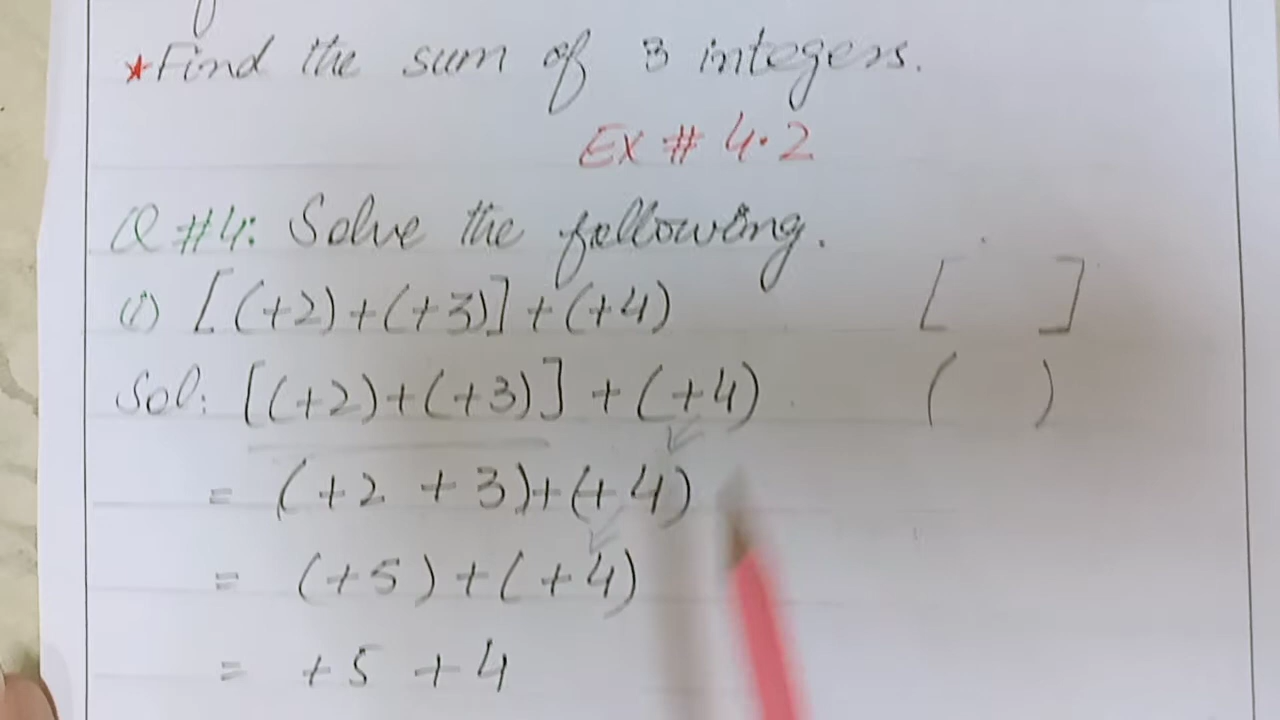 *Find the sum of 3 integers.
Ex # 4.2
Q #4: Solve the following.
(i) [(+2)+(+3)]+(+4) [ ]
Sol: [(+2)+(+3)]+(+4) ( )
= (+2 +3)+(+4)
= (+5)+(+4)
= +5 +4